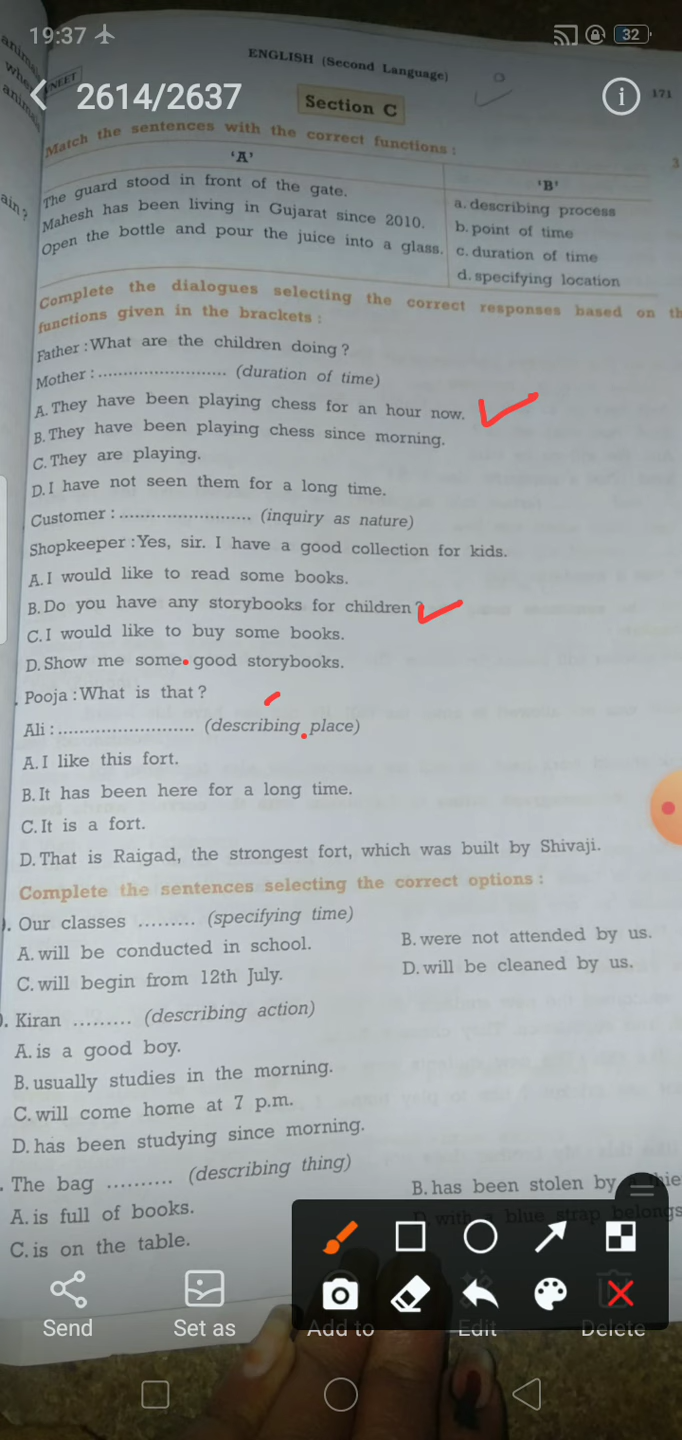 19:37
32
ENGLISH (Second Language)
171
2614/2637
Section C
Match the sentences with the correct functions :
3
'A'
'B'
The guard stood in front of the gate.
a. describing process
Mahesh has been living in Gujarat since 2010.
b. point of time
Open the bottle and pour the juice into a glass.
c. duration of time
d. specifying location
Complete the dialogues selecting the correct responses based on th
functions given in the brackets :
Father : What are the children doing ?
Mother : ........................ (duration of time)
A. They have been playing chess for an hour now.
B. They have been playing chess since morning.
C. They are playing.
D. I have not seen them for a long time.
Customer : ........................ (inquiry as nature)
Shopkeeper : Yes, sir. I have a good collection for kids.
A. I would like to read some books.
B. Do you have any storybooks for children ?
C. I would like to buy some books.
D. Show me some good storybooks.
Pooja : What is that ?
Ali : ........................ (describing place)
A. I like this fort.
B. It has been here for a long time.
C. It is a fort.
D. That is Raigad, the strongest fort, which was built by Shivaji.
Complete the sentences selecting the correct options :
Our classes ......... (specifying time)
A. will be conducted in school.
B. were not attended by us.
C. will begin from 12th July.
D. will be cleaned by us.
Kiran ......... (describing action)
A. is a good boy.
B. usually studies in the morning.
C. will come home at 7 p.m.
D. has been studying since morning.
The bag .......... (describing thing)
A. is full of books.
B. has been stolen by
C. is on the table.
D. with a blue strap belongs
Send
Set as
Add to
Edit
Delete